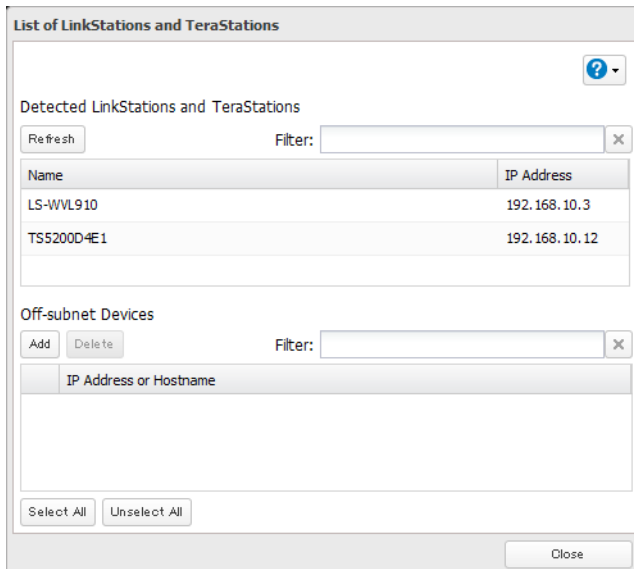 List of LinkStations and TeraStations
?
Detected LinkStations and TeraStations
Refresh Filter:
Name IP Address
LS-WVL910 192.168.10.3
TS5200D4E1 192.168.10.12
Off-subnet Devices
Add Delete Filter:
IP Address or Hostname
Select All Unselect All
Close